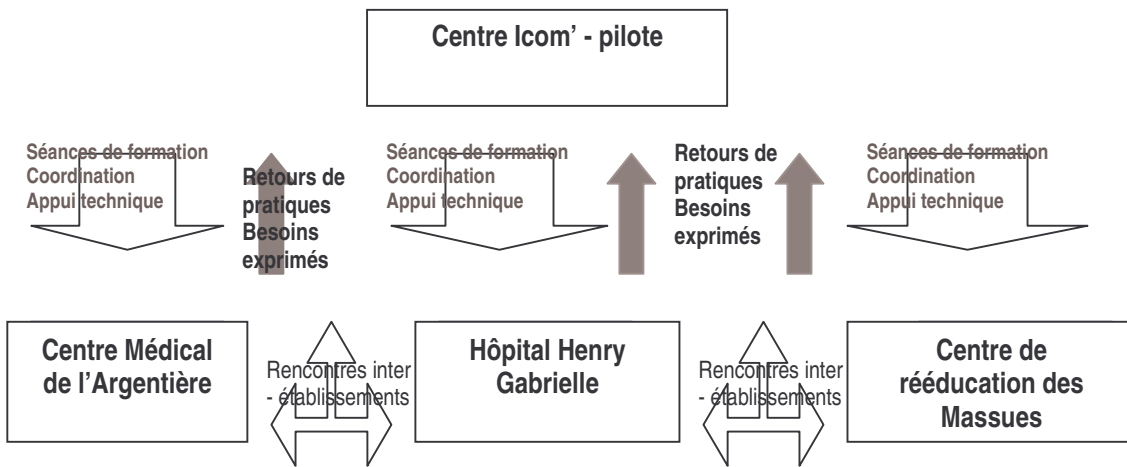 Centre Icom’ - pilote
Séances de formation
Coordination
Appui technique
Retours de
pratiques
Besoins
exprimés
Séances de formation
Coordination
Appui technique
Retours de
pratiques
Besoins
exprimés
Séances de formation
Coordination
Appui technique
Centre Médical
de l’Argentière
Rencontres inter
- établissements
Hôpital Henry
Gabrielle
Rencontres inter
- établissements
Centre de
rééducation des
Massues